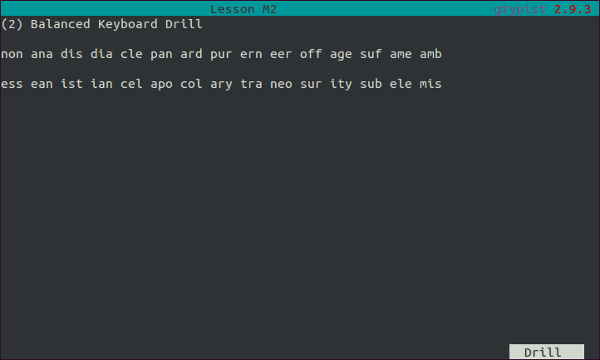 Lesson M2
gtypist 2.9.3
(2) Balanced Keyboard Drill
non ana dis dia cle pan ard pur ern eer off age suf ame amb
ess ean ist ian cel apo col ary tra neo sur ity sub ele mis
Drill